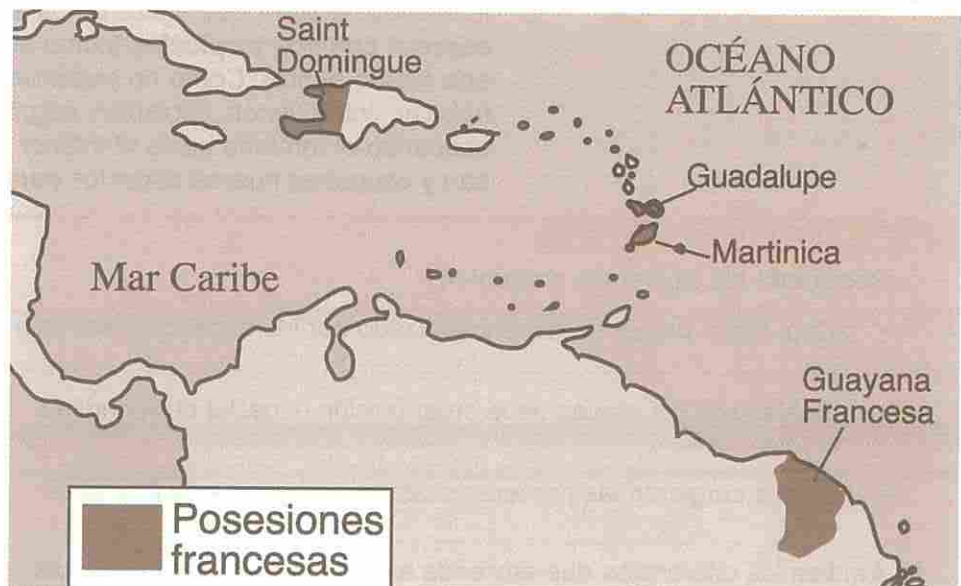 Saint
Domingue
OCÉANO
ATLÁNTICO
Guadalupe
Martinica
Mar Caribe
Guayana
Francesa
Posesiones
francesas